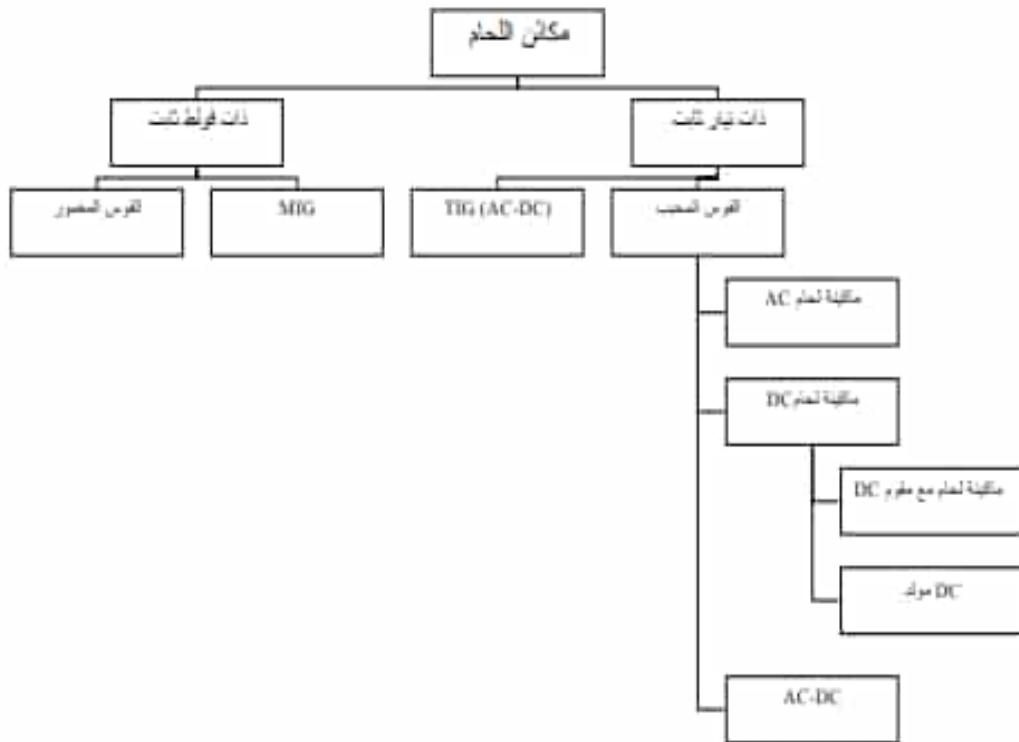 مكائن اللحام
ذات فولط ثابت
ذات تيار ثابت
القوس المغمور
MIG
TIG (AC-DC)
القوس المحجب
ماكينة لحام AC
ماكينة لحام DC
ماكينة لحام مع مقوم DC
مولد DC
AC-DC